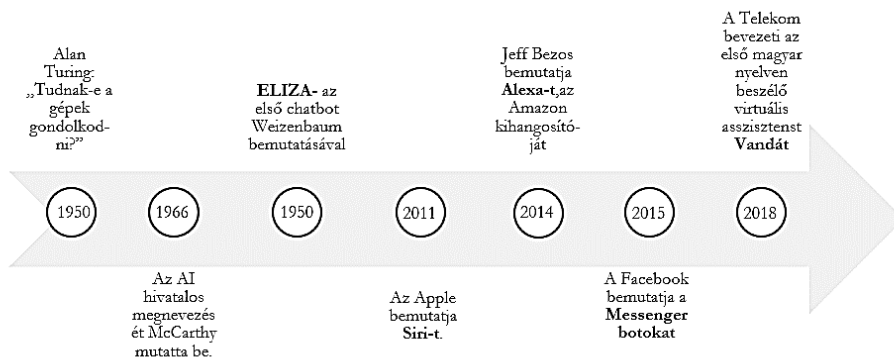 Alan
Turing:
„Tudnak-e a
gépek
gondolkod-
ni?”
ELIZA- az
első chatbot
Weizenbaum
bemutatásával
Jeff Bezos
bemutatja
Alexa-t,az
Amazon
kihangosító-
ját
A Telekom
bevezeti az
első magyar
nyelven
beszélő
virtuális
asszisztenst
Vandát
1950
1966
1950
2011
2014
2015
2018
Az AI
hivatalos
megnevezés
ét McCarthy
mutatta be.
Az Apple
bemutatja
Siri-t.
A Facebook
bemutatja a
Messenger
botokat